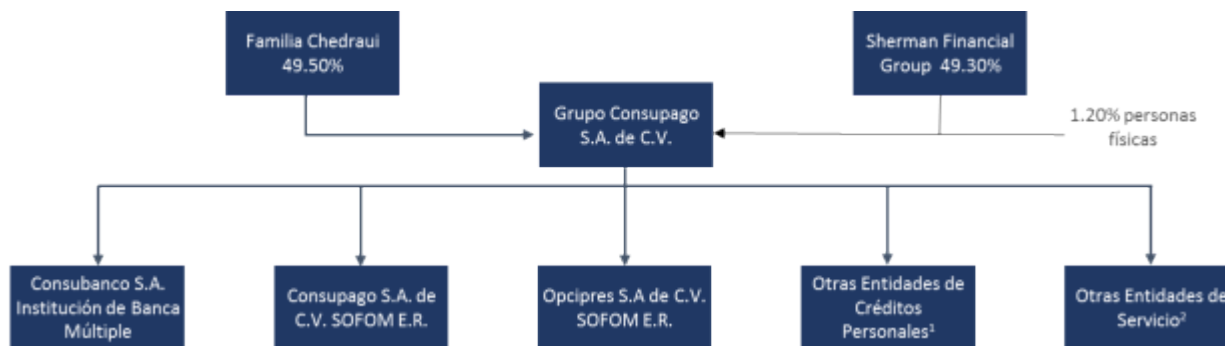 Familia Chedraui
49.50%
Sherman Financial
Group 49.30%
Grupo Consupago
S.A. de C.V.
1.20% personas
físicas
Consubanco S.A.
Institución de Banca
Múltiple
Consupago S.A. de
C.V. SOFOM E.R.
Opcipres S.A de C.V.
SOFOM E.R.
Otras Entidades de
Créditos
Personales¹
Otras Entidades de
Servicio²